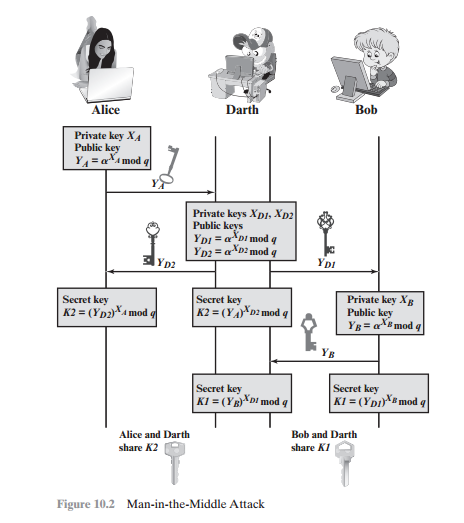 Alice
Darth
Bob
Private key X_A
Public key
Y_A = α^{X_A} mod q
Y_A
Private keys X_{D1}, X_{D2}
Public keys
Y_{D1} = α^{X_{D1}} mod q
Y_{D2} = α^{X_{D2}} mod q
Y_{D2}
Y_{D1}
Secret key
K2 = (Y_{D2})^{X_A} mod q
Secret key
K2 = (Y_A)^{X_{D2}} mod q
Private key X_B
Public key
Y_B = α^{X_B} mod q
Y_B
Secret key
K1 = (Y_B)^{X_{D1}} mod q
Secret key
K1 = (Y_{D1})^{X_B} mod q
Alice and Darth
share K2
Bob and Darth
share K1
Figure 10.2 Man-in-the-Middle Attack